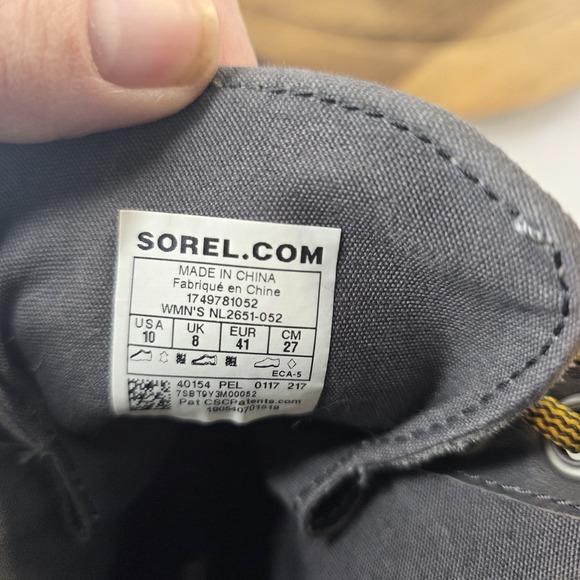 SOREL.COM
MADE IN CHINA
Fabriqué en Chine
1749781052
WMN'S NL2651-052
USA UK EUR CM
10 8 41 27
ECA-5
40154 PEL 0117 217
7SBT9Y3M00052
Pat CSCPatents.com